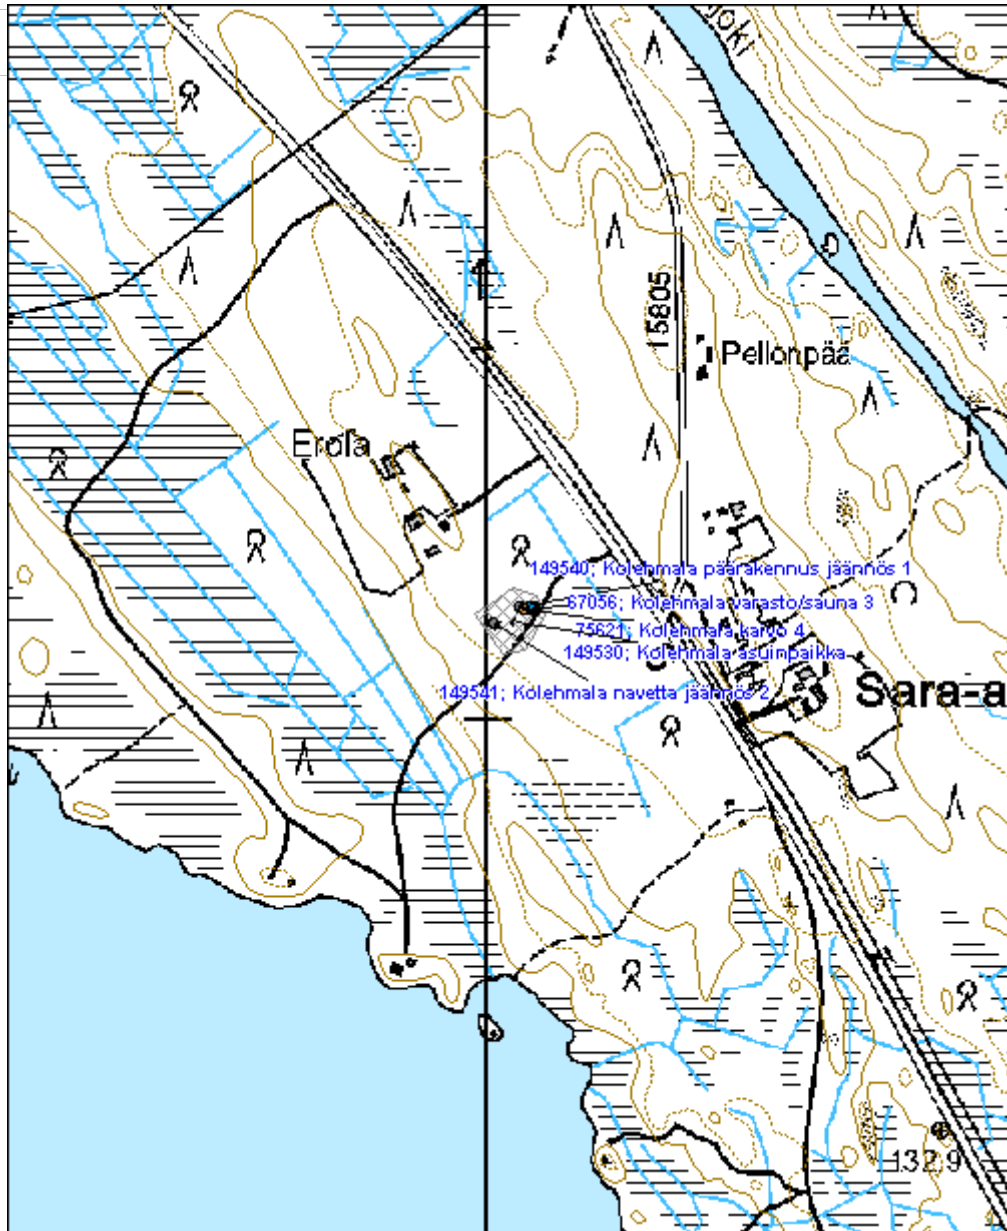 joki
15805
Pellonpää
Erola
149540; Kolehmala päärakennus jäännös 1
67056; Kolehmala varasto/sauna 3
75621; Kolehmala kaivo 4
149530; Kolehmala asuinpaikka
149541; Kolehmala navetta jäännös 2
Sara-a
132.9